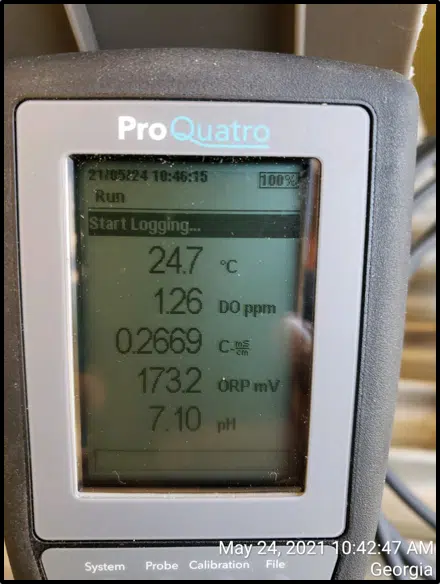 ProQuatro
21/05/24 10:46:15 100%
Run
Start Logging...
24.7 °C
1.26 DO ppm
0.2669 C-mS/cm
173.2 ORP mV
7.10 pH
System Probe Calibration File
May 24, 2021 10:42:47 AM
Georgia